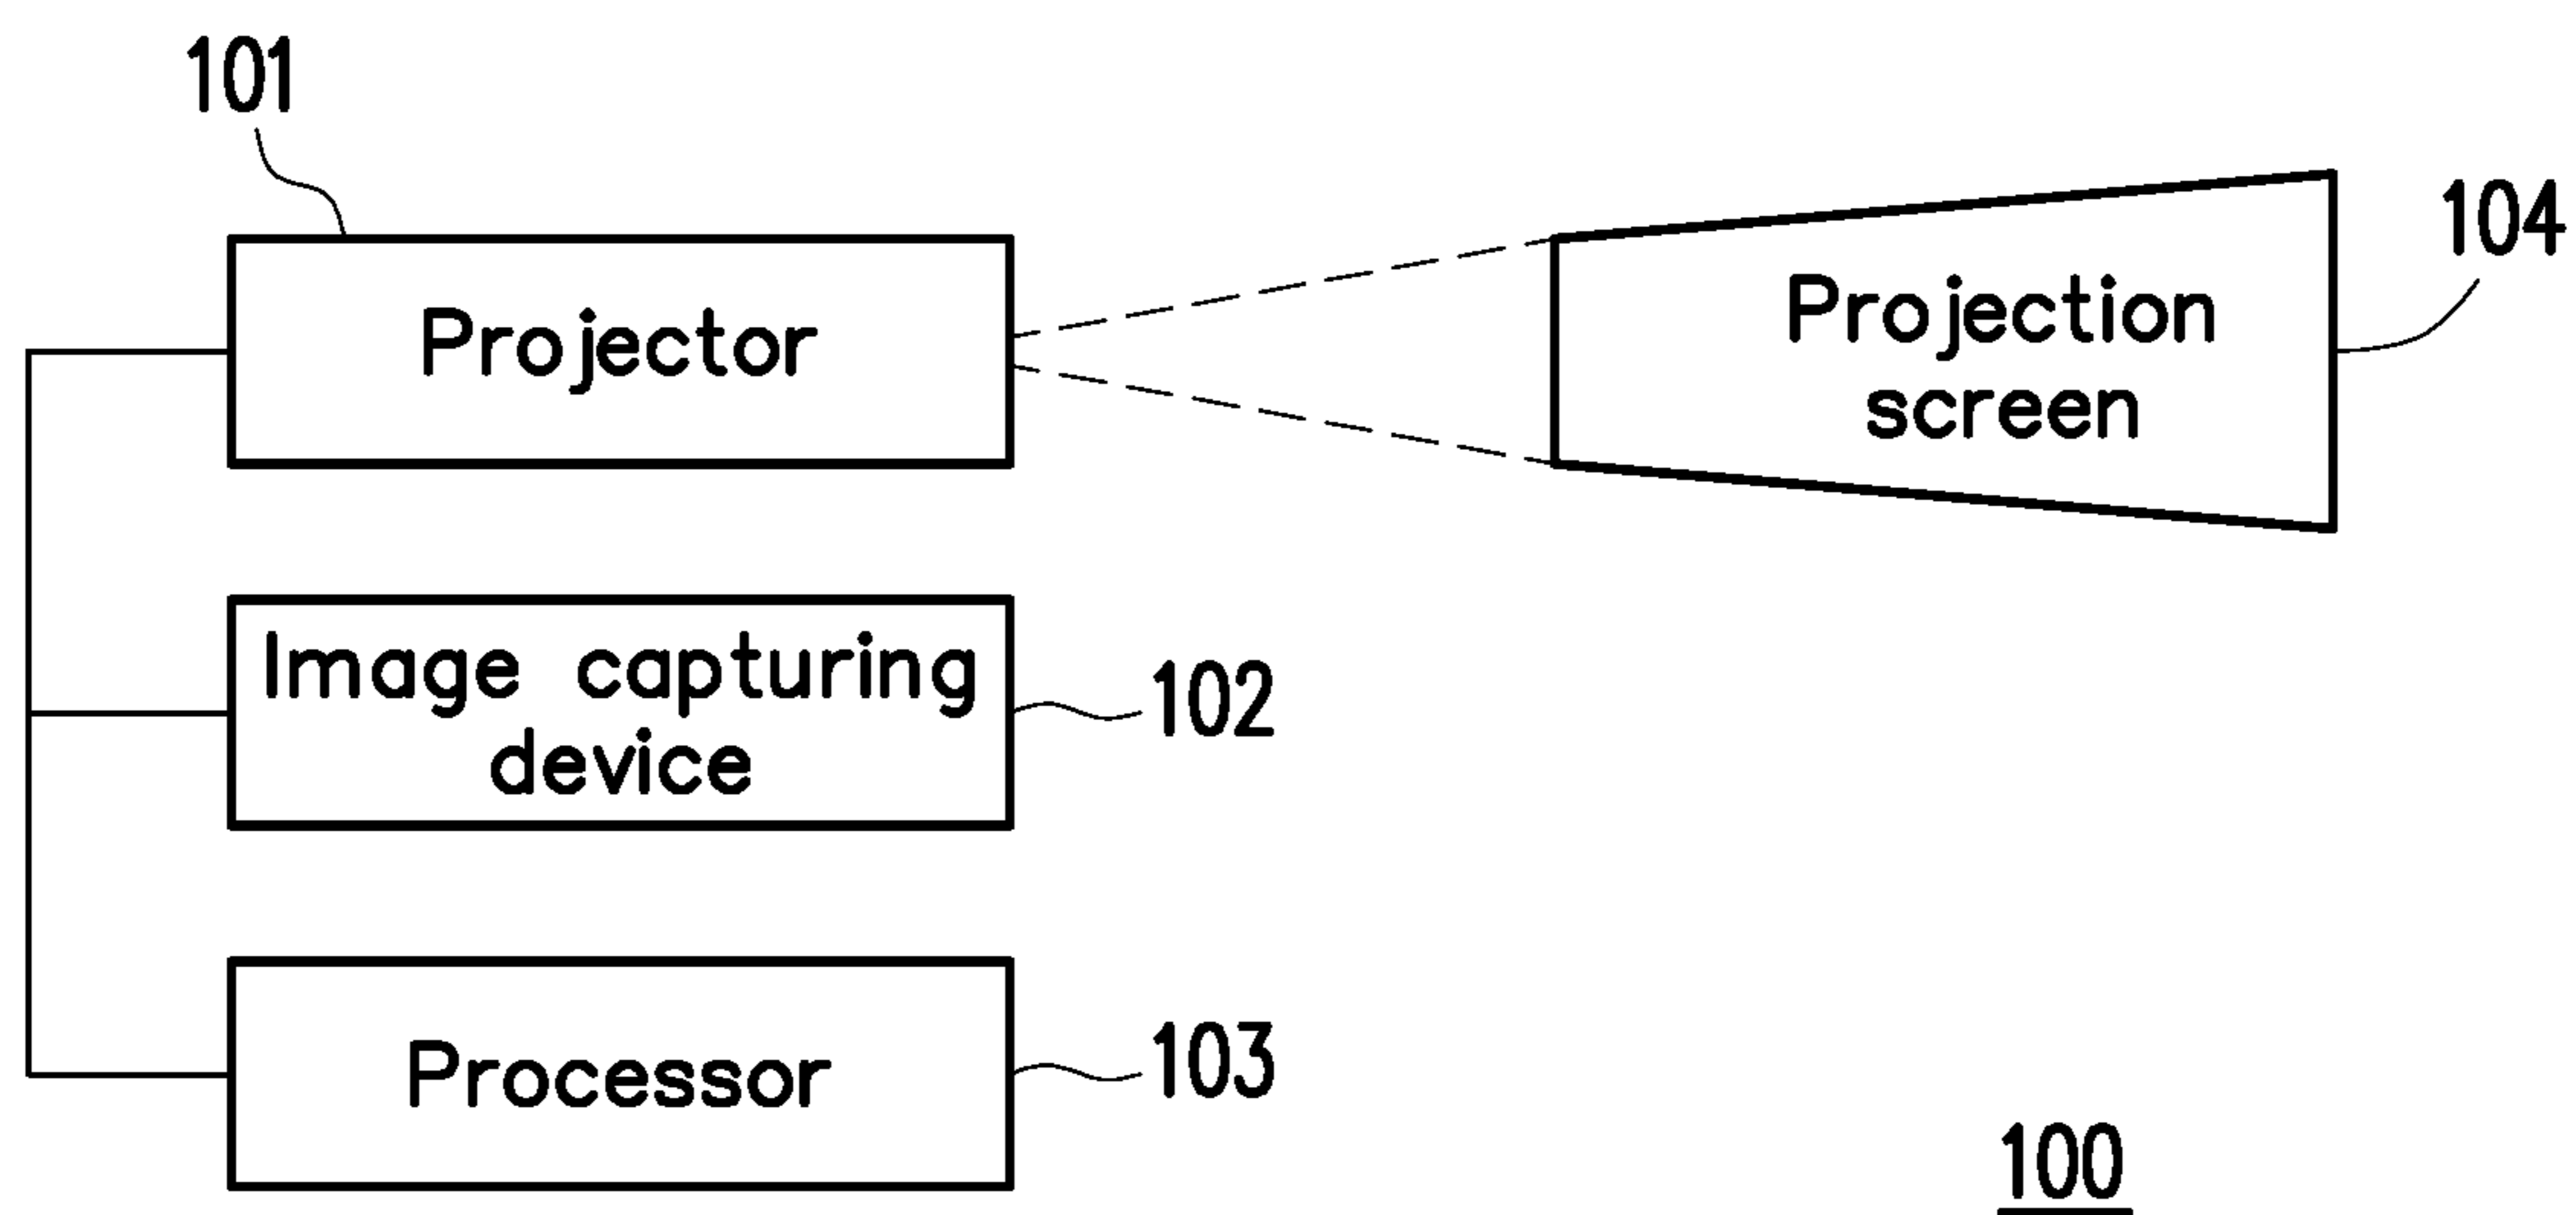 101
Projector
Projection
screen
104
Image capturing
device
102
Processor
103
100